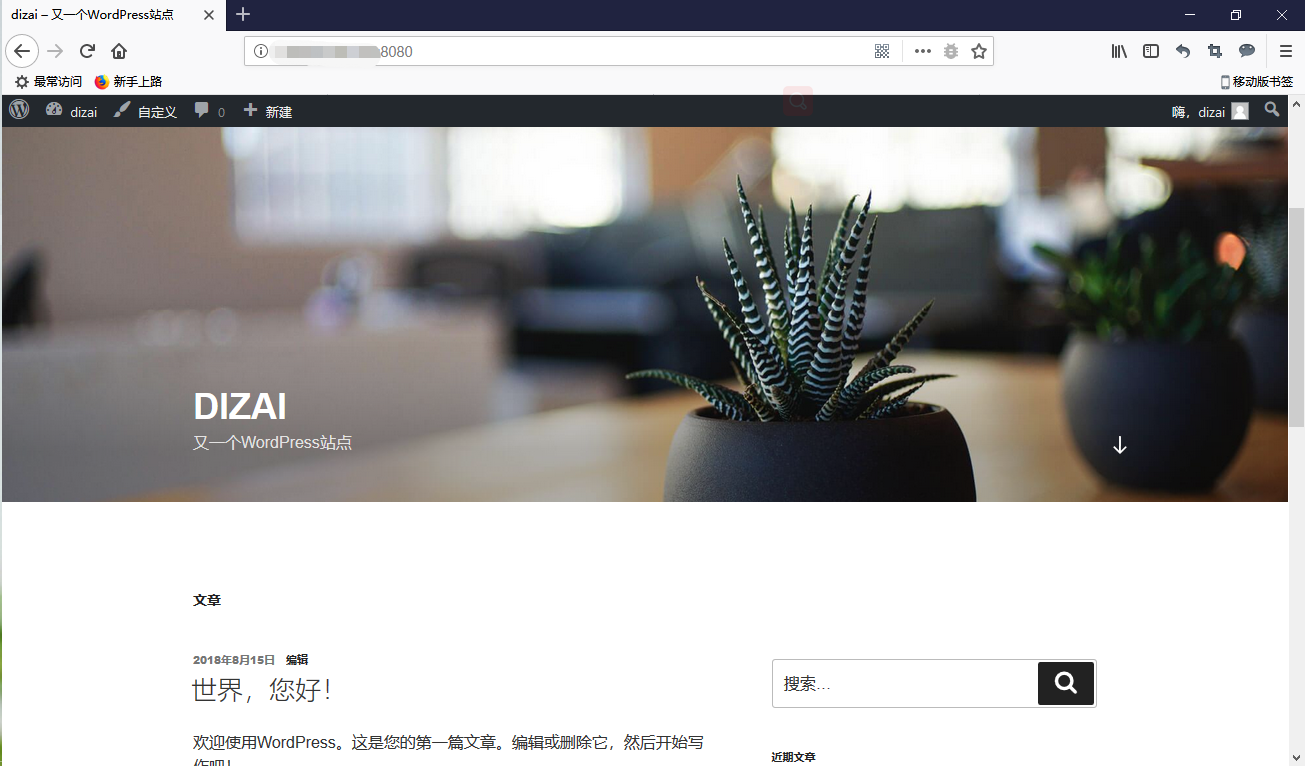 dizai – 又一个WordPress站点
8080
最常访问 新手上路 移动版书签
dizai 自定义 0 新建 嗨，dizai
DIZAI
又一个WordPress站点
文章
2018年8月15日 编辑
世界，您好！
搜索…
欢迎使用WordPress。这是您的第一篇文章。编辑或删除它，然后开始写
作吧！
近期文章